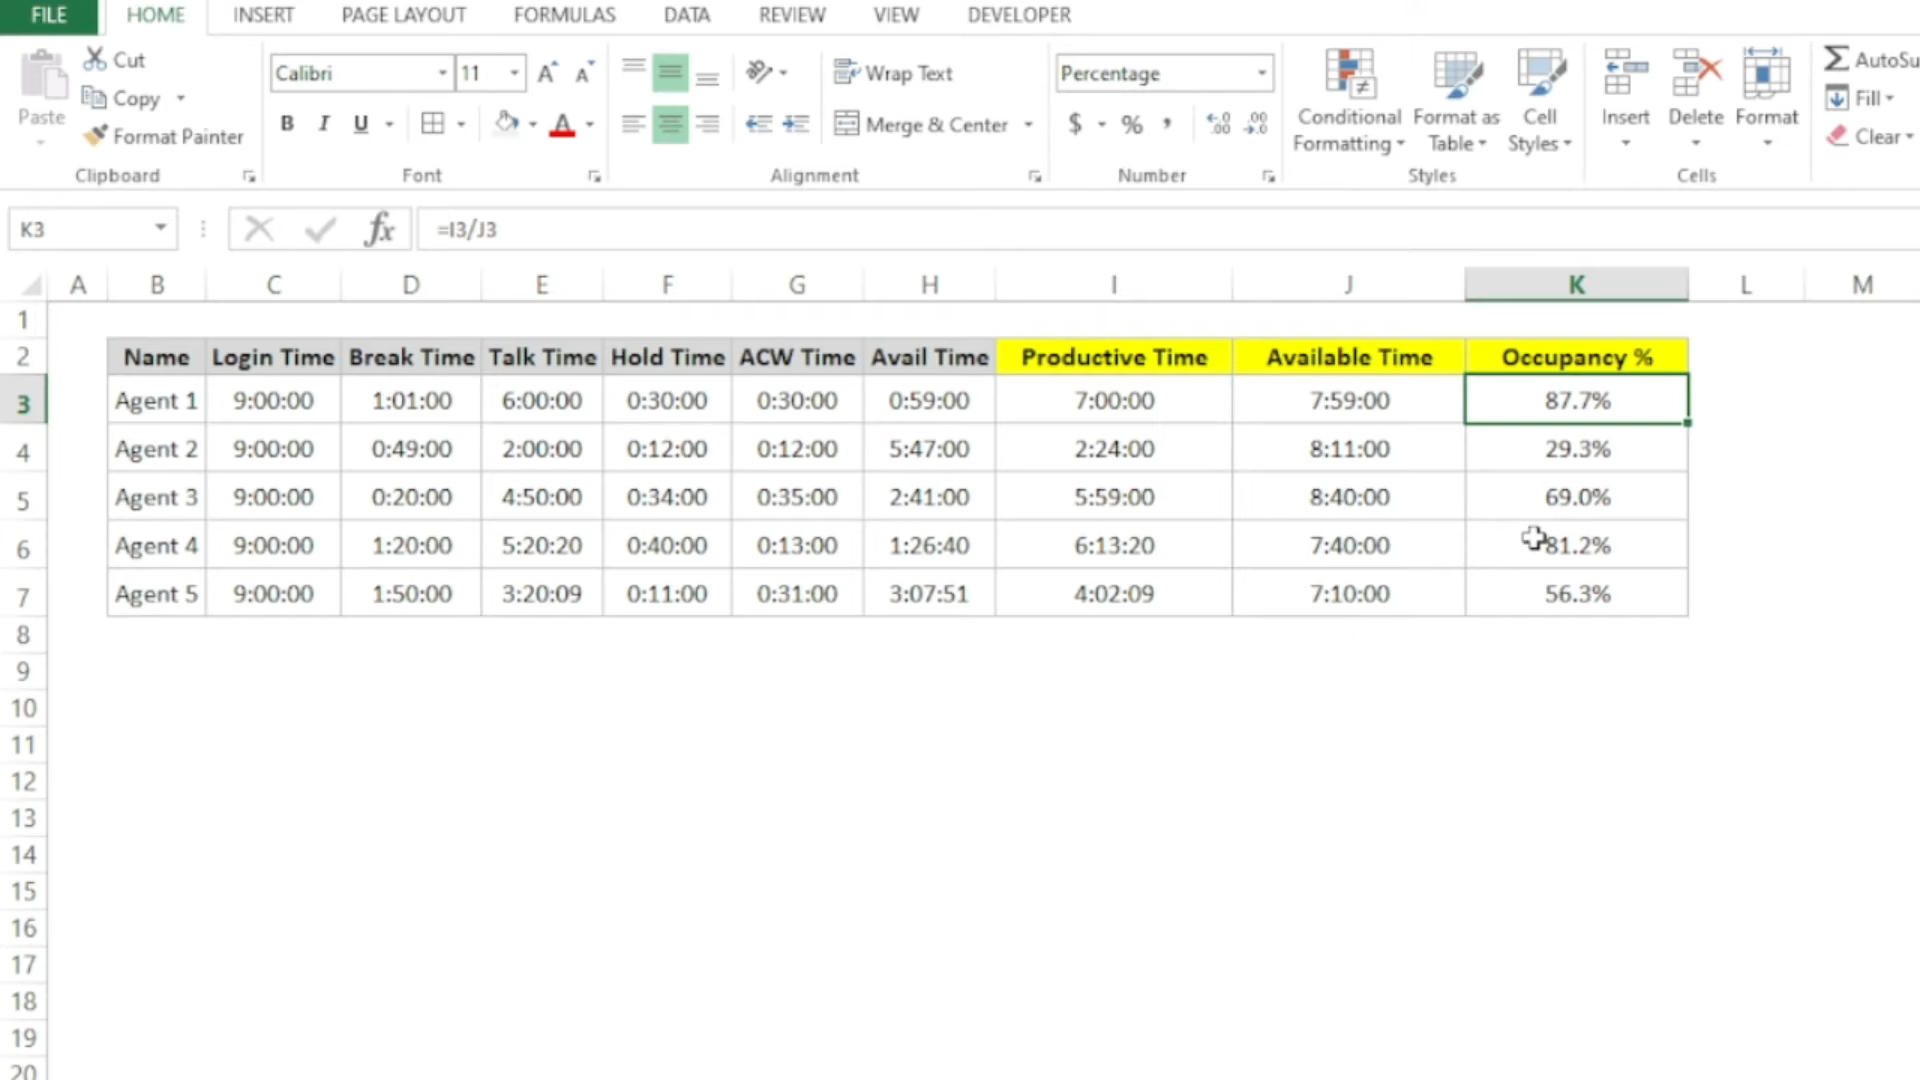 FILE HOME INSERT PAGE LAYOUT FORMULAS DATA REVIEW VIEW DEVELOPER
Paste Cut Copy Format Painter
Clipboard
Calibri 11
B I U A
Font
Wrap Text
Merge & Center
Alignment
Percentage
$ % ,
Number
Conditional Formatting
Format as Table
Cell Styles
Styles
Insert Delete Format
Cells
AutoSu
Fill
Clear
K3 fx =I3/J3
A B C D E F G H I J K L M
1
2 Name Login Time Break Time Talk Time Hold Time ACW Time Avail Time Productive Time Available Time Occupancy %
3 Agent 1 9:00:00 1:01:00 6:00:00 0:30:00 0:30:00 0:59:00 7:00:00 7:59:00 87.7%
4 Agent 2 9:00:00 0:49:00 2:00:00 0:12:00 0:12:00 5:47:00 2:24:00 8:11:00 29.3%
5 Agent 3 9:00:00 0:20:00 4:50:00 0:34:00 0:35:00 2:41:00 5:59:00 8:40:00 69.0%
6 Agent 4 9:00:00 1:20:00 5:20:20 0:40:00 0:13:00 1:26:40 6:13:20 7:40:00 81.2%
7 Agent 5 9:00:00 1:50:00 3:20:09 0:11:00 0:31:00 3:07:51 4:02:09 7:10:00 56.3%
8
9
10
11
12
13
14
15
16
17
18
19
20